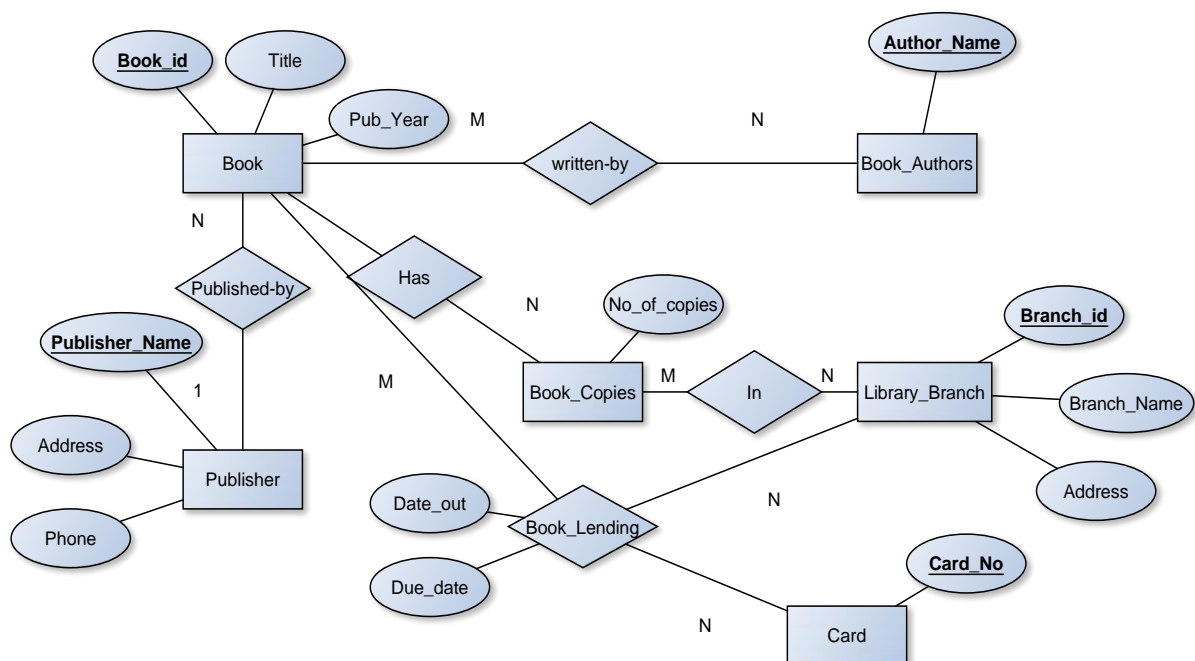 Author_Name
Book_id
Title
Pub_Year
M
N
Book
written-by
Book_Authors
N
Has
Published-by
N
No_of_copies
Branch_id
Publisher_Name
M
1
Book_Copies
M
In
N
Library_Branch
Branch_Name
Address
Publisher
Address
Date_out
N
Book_Lending
Phone
Due_date
Card_No
N
Card